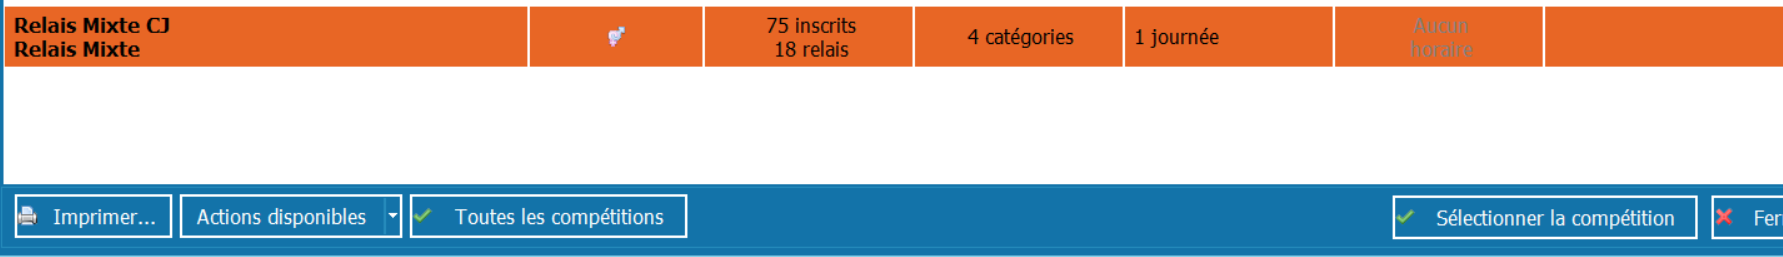 Relais Mixte CJ
Relais Mixte
75 inscrits
18 relais
4 catégories
1 journée
Aucun
horaire
Imprimer...
Actions disponibles
Toutes les compétitions
Sélectionner la compétition